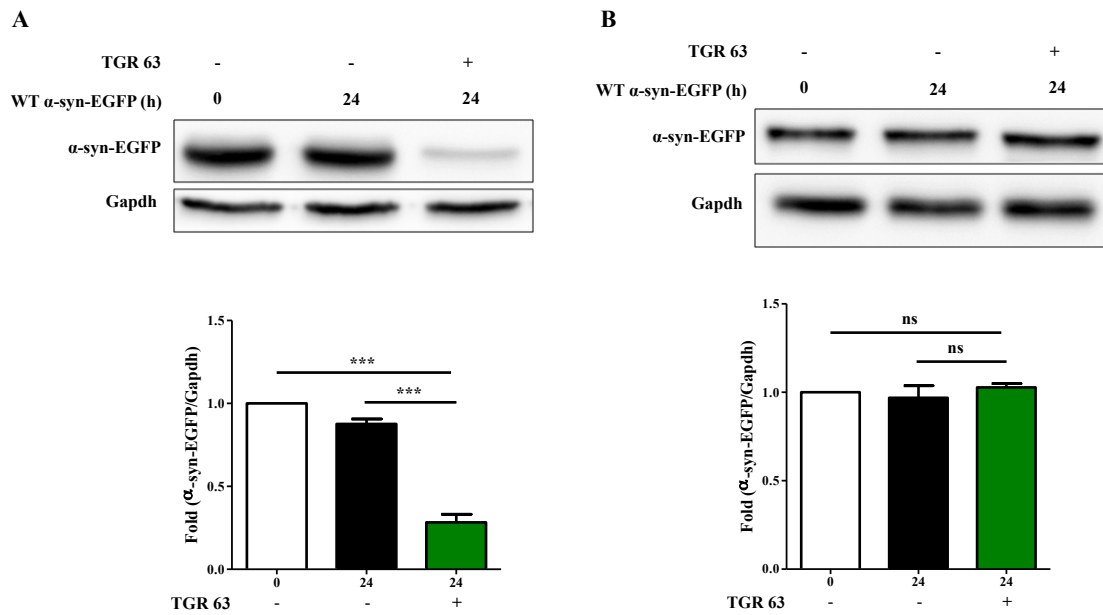 A
TGR 63 - - +
WT α-syn-EGFP (h) 0 24 24
α-syn-EGFP
Gapdh
1.5
1.0
0.5
0.0
Fold (α-syn-EGFP/Gapdh)
***
***
0 24 24
TGR 63 - - +
B
TGR 63 - - +
WT α-syn-EGFP (h) 0 24 24
α-syn-EGFP
Gapdh
1.5
1.0
0.5
0.0
Fold (α-syn-EGFP/Gapdh)
ns
ns
0 24 24
TGR 63 - - +